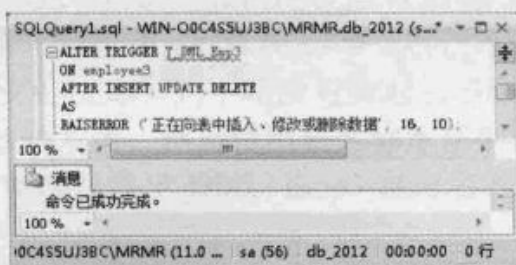 SQLQuery1.sql - WIN-O0C4S5UJ3BC\MRMR.db_2012 (s...*
ALTER TRIGGER T_DML_Emp3
ON employee3
AFTER INSERT, UPDATE, DELETE
AS
RAISERROR ('正在向表中插入、修改或删除数据', 16, 10);
100 %
消息
命令已成功完成。
100 %
I0C4S5UJ3BC\MRMR (11.0 ... sa (56) db_2012 00:00:00 0 行